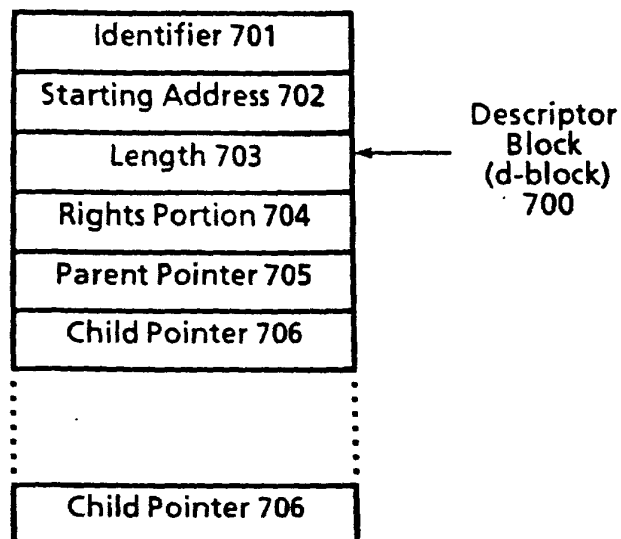 Identifier 701
Starting Address 702
Length 703
Rights Portion 704
Parent Pointer 705
Child Pointer 706
Child Pointer 706
Descriptor
Block
(d-block)
700